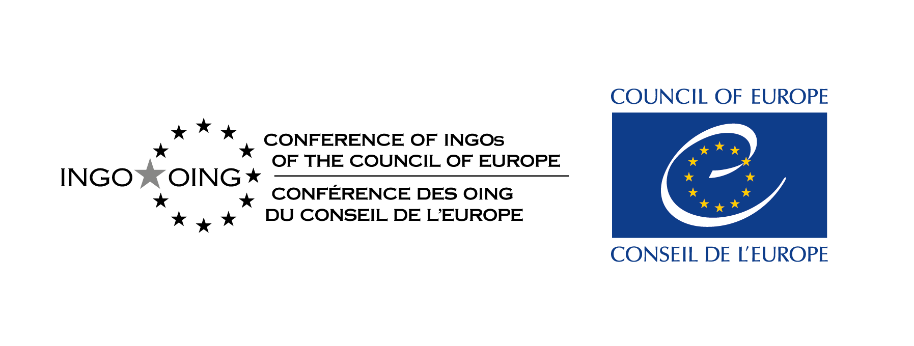 INGO OING
CONFERENCE OF INGOs
OF THE COUNCIL OF EUROPE
CONFÉRENCE DES OING
DU CONSEIL DE L'EUROPE
COUNCIL OF EUROPE
CONSEIL DE L'EUROPE